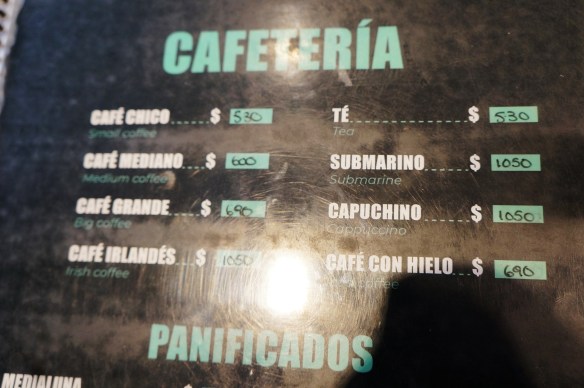 CAFETERÍA
CAFÉ CHICO......$ 530
Small coffee
CAFÉ MEDIANO....$ 600
Medium coffee
CAFÉ GRANDE.....$ 690
Big coffee
CAFÉ IRLANDÉS...$ 1050
Irish coffee
TÉ..................$ 530
Tea
SUBMARINO.......$ 1050
Submarine
CAPUCHINO.......$ 1050
Cappuccino
CAFÉ CON HIELO...$ 690
coffee
PANIFICADOS
MEDIALUNA